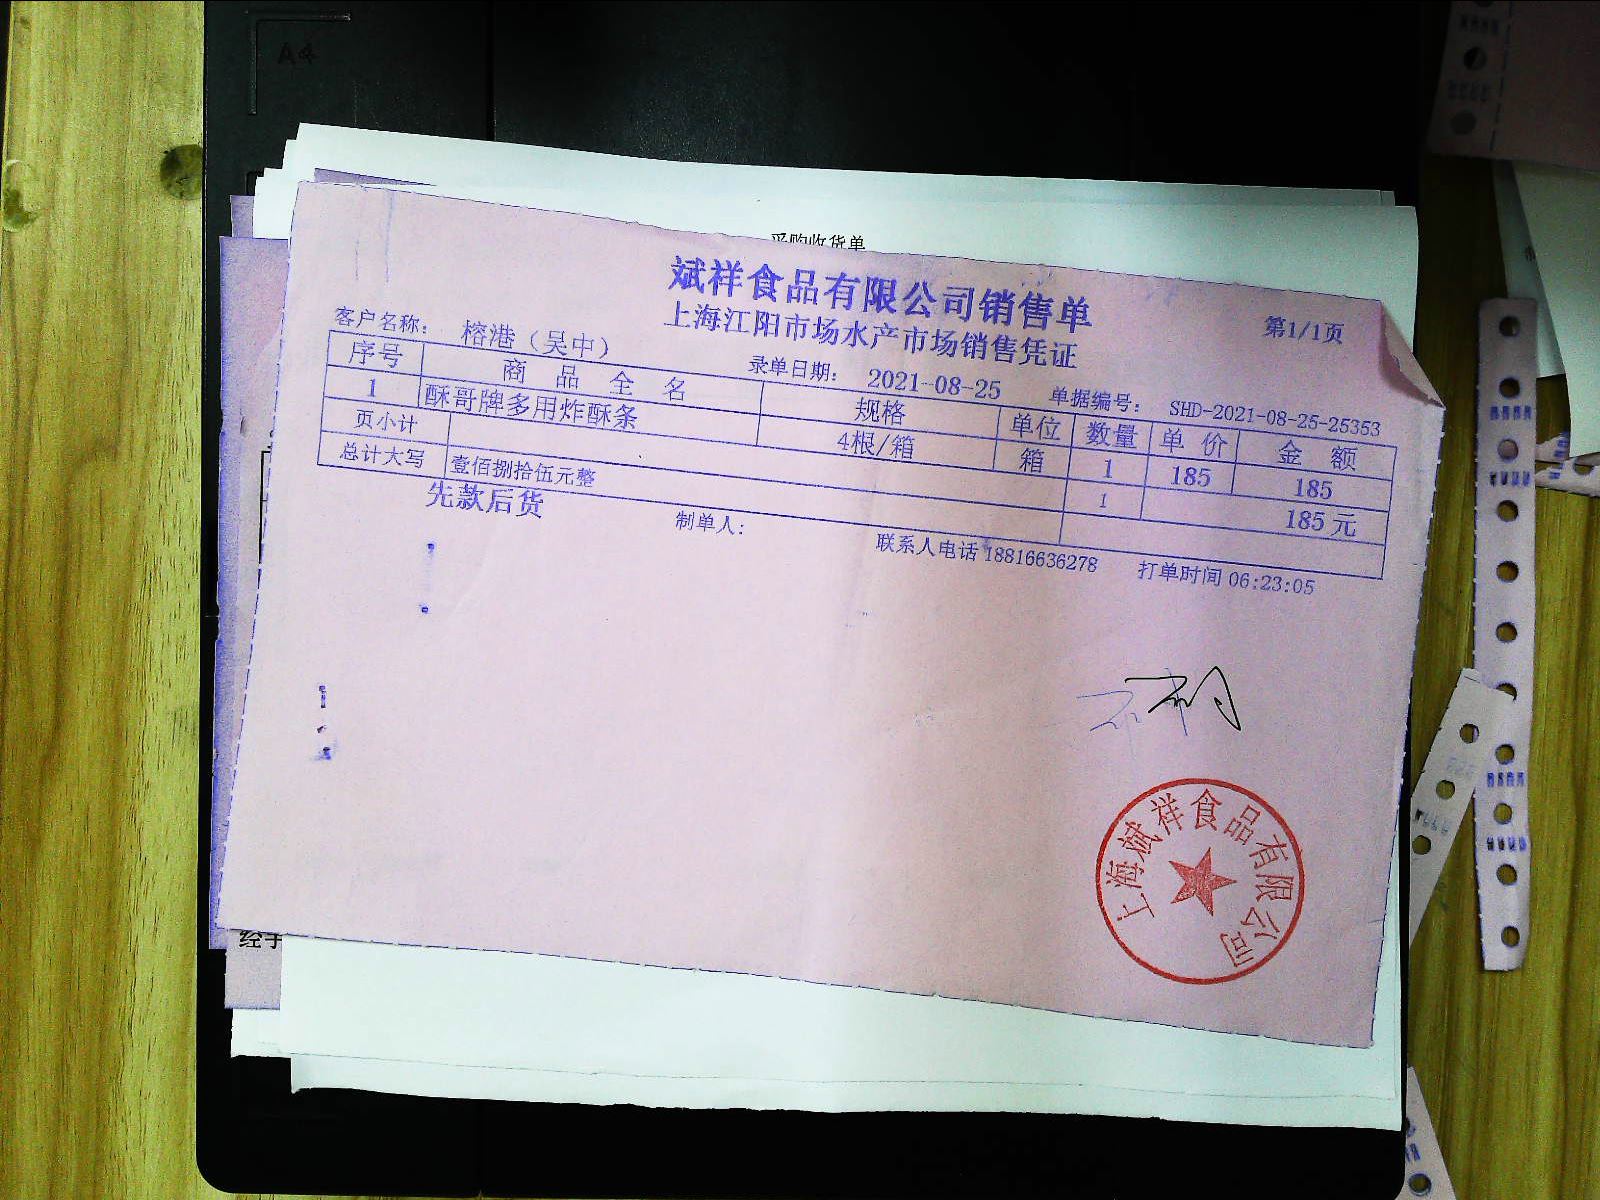 A4
采购收货单
斌祥食品有限公司销售单
上海江阳市场水产市场销售凭证
第1/1页
客户名称: 榕港（吴中） 录单日期: 2021-08-25 单据编号: SHD-2021-08-25-25353
序号 商品全名 规格 单位 数量 单价 金额
1 酥哥牌多用炸酥条 4根/箱 箱 1 185 185
页小计 1 185元
总计大写 壹佰捌拾伍元整
先款后货 制单人: 联系人电话 18816636278 打单时间 06:23:05
上海斌祥食品有限公司
经手